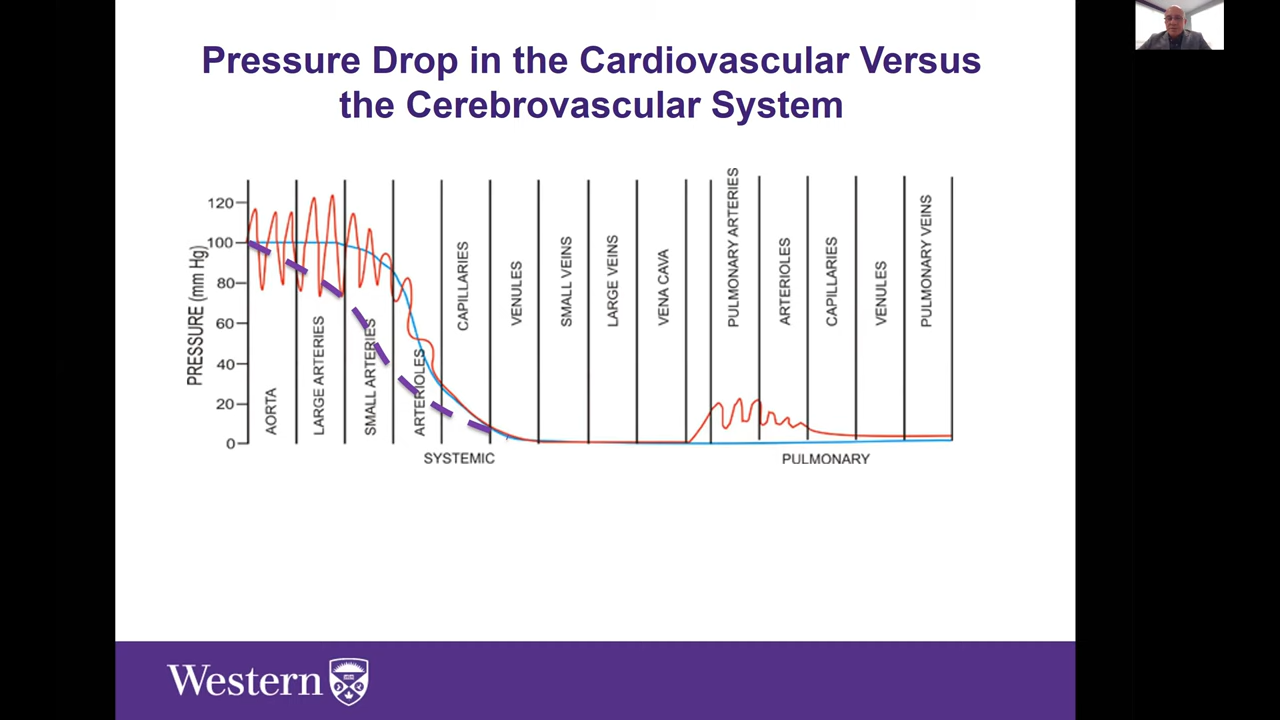 Pressure Drop in the Cardiovascular Versus
the Cerebrovascular System
PRESSURE (mm Hg)
120
100
80
60
40
20
0
AORTA
LARGE ARTERIES
SMALL ARTERIES
ARTERIOLES
CAPILLARIES
VENULES
SMALL VEINS
LARGE VEINS
VENA CAVA
PULMONARY ARTERIES
ARTERIOLES
CAPILLARIES
VENULES
PULMONARY VEINS
SYSTEMIC
PULMONARY
Western